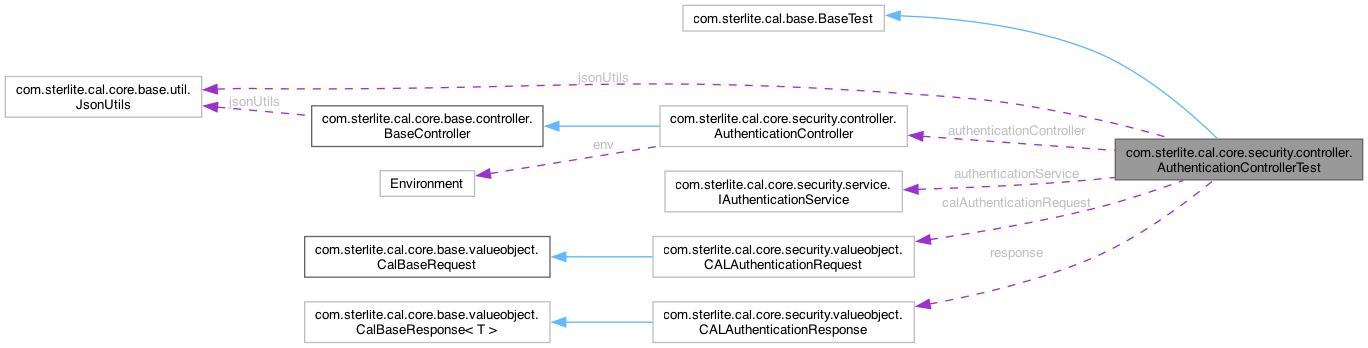 com.sterlite.cal.base.BaseTest
com.sterlite.cal.core.base.util.
JsonUtils
jsonUtils
jsonUtils
com.sterlite.cal.core.base.controller.
BaseController
com.sterlite.cal.core.security.controller.
AuthenticationController
authenticationController
com.sterlite.cal.core.security.controller.
AuthenticationControllerTest
env
Environment
com.sterlite.cal.core.security.service.
IAuthenticationService
authenticationService
calAuthenticationRequest
com.sterlite.cal.core.base.valueobject.
CalBaseRequest
com.sterlite.cal.core.security.valueobject.
CALAuthenticationRequest
response
com.sterlite.cal.core.base.valueobject.
CalBaseResponse< T >
com.sterlite.cal.core.security.valueobject.
CALAuthenticationResponse